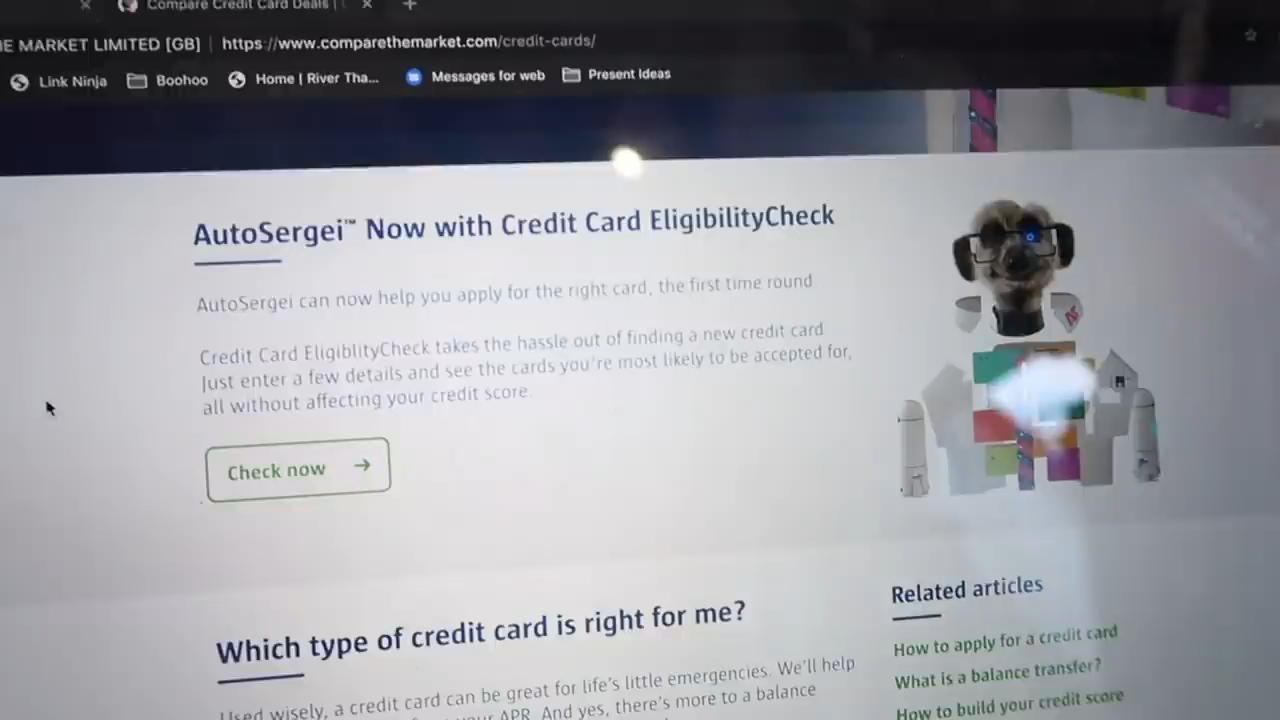 Compare Credit Card Deals |
E MARKET LIMITED [GB] | https://www.comparethemarket.com/credit-cards/
Link Ninja Boohoo Home | River Tha... Messages for web Present Ideas
AutoSergei™ Now with Credit Card EligibilityCheck
AutoSergei can now help you apply for the right card, the first time round
Credit Card EligiblityCheck takes the hassle out of finding a new credit card
Just enter a few details and see the cards you're most likely to be accepted for,
all without affecting your credit score.
Check now →
Which type of credit card is right for me?
Used wisely, a credit card can be great for life's little emergencies. We'll help
your APR. And yes, there's more to a balance
Related articles
How to apply for a credit card
What is a balance transfer?
How to build your credit score